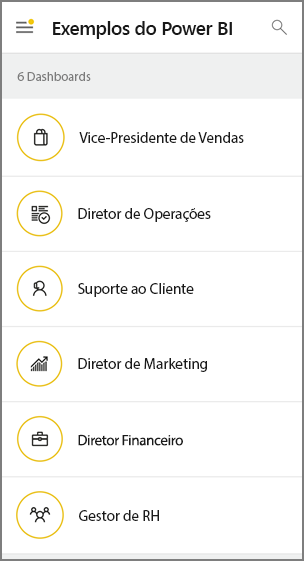 Exemplos do Power BI
6 Dashboards
Vice-Presidente de Vendas
Diretor de Operações
Suporte ao Cliente
Diretor de Marketing
Diretor Financeiro
Gestor de RH